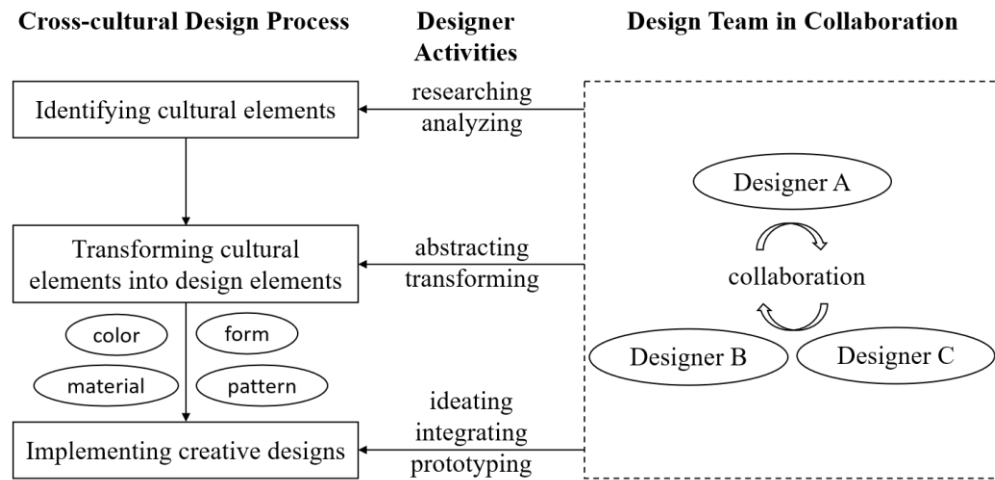 Cross-cultural Design Process
Designer
Activities
Design Team in Collaboration
Identifying cultural elements
researching
analyzing
Designer A
Transforming cultural
elements into design elements
abstracting
transforming
collaboration
color
form
material
pattern
Designer B
Designer C
Implementing creative designs
ideating
integrating
prototyping